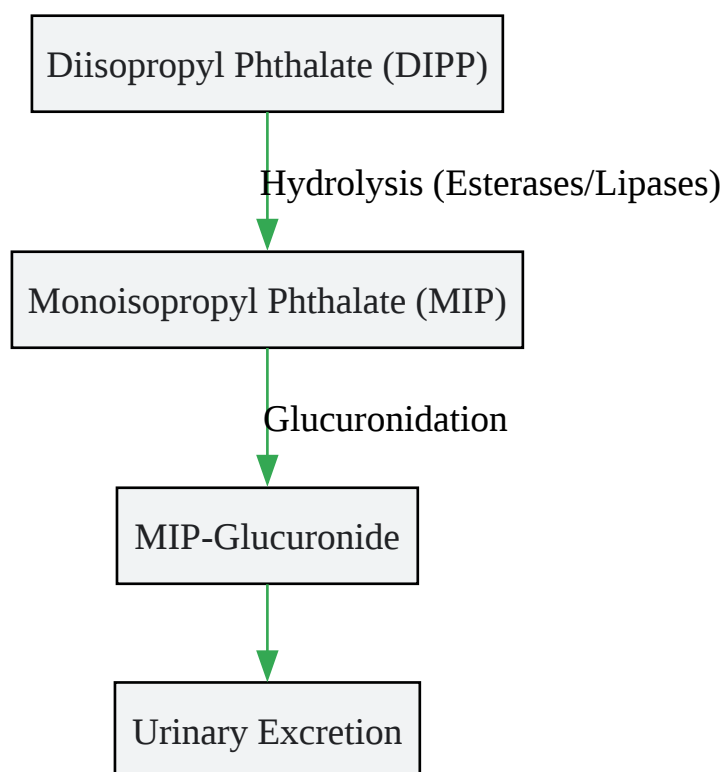 Diisopropyl Phthalate (DIPP)
Hydrolysis (Esterases/Lipases)
Monoisopropyl Phthalate (MIP)
Glucuronidation
MIP-Glucuronide
Urinary Excretion